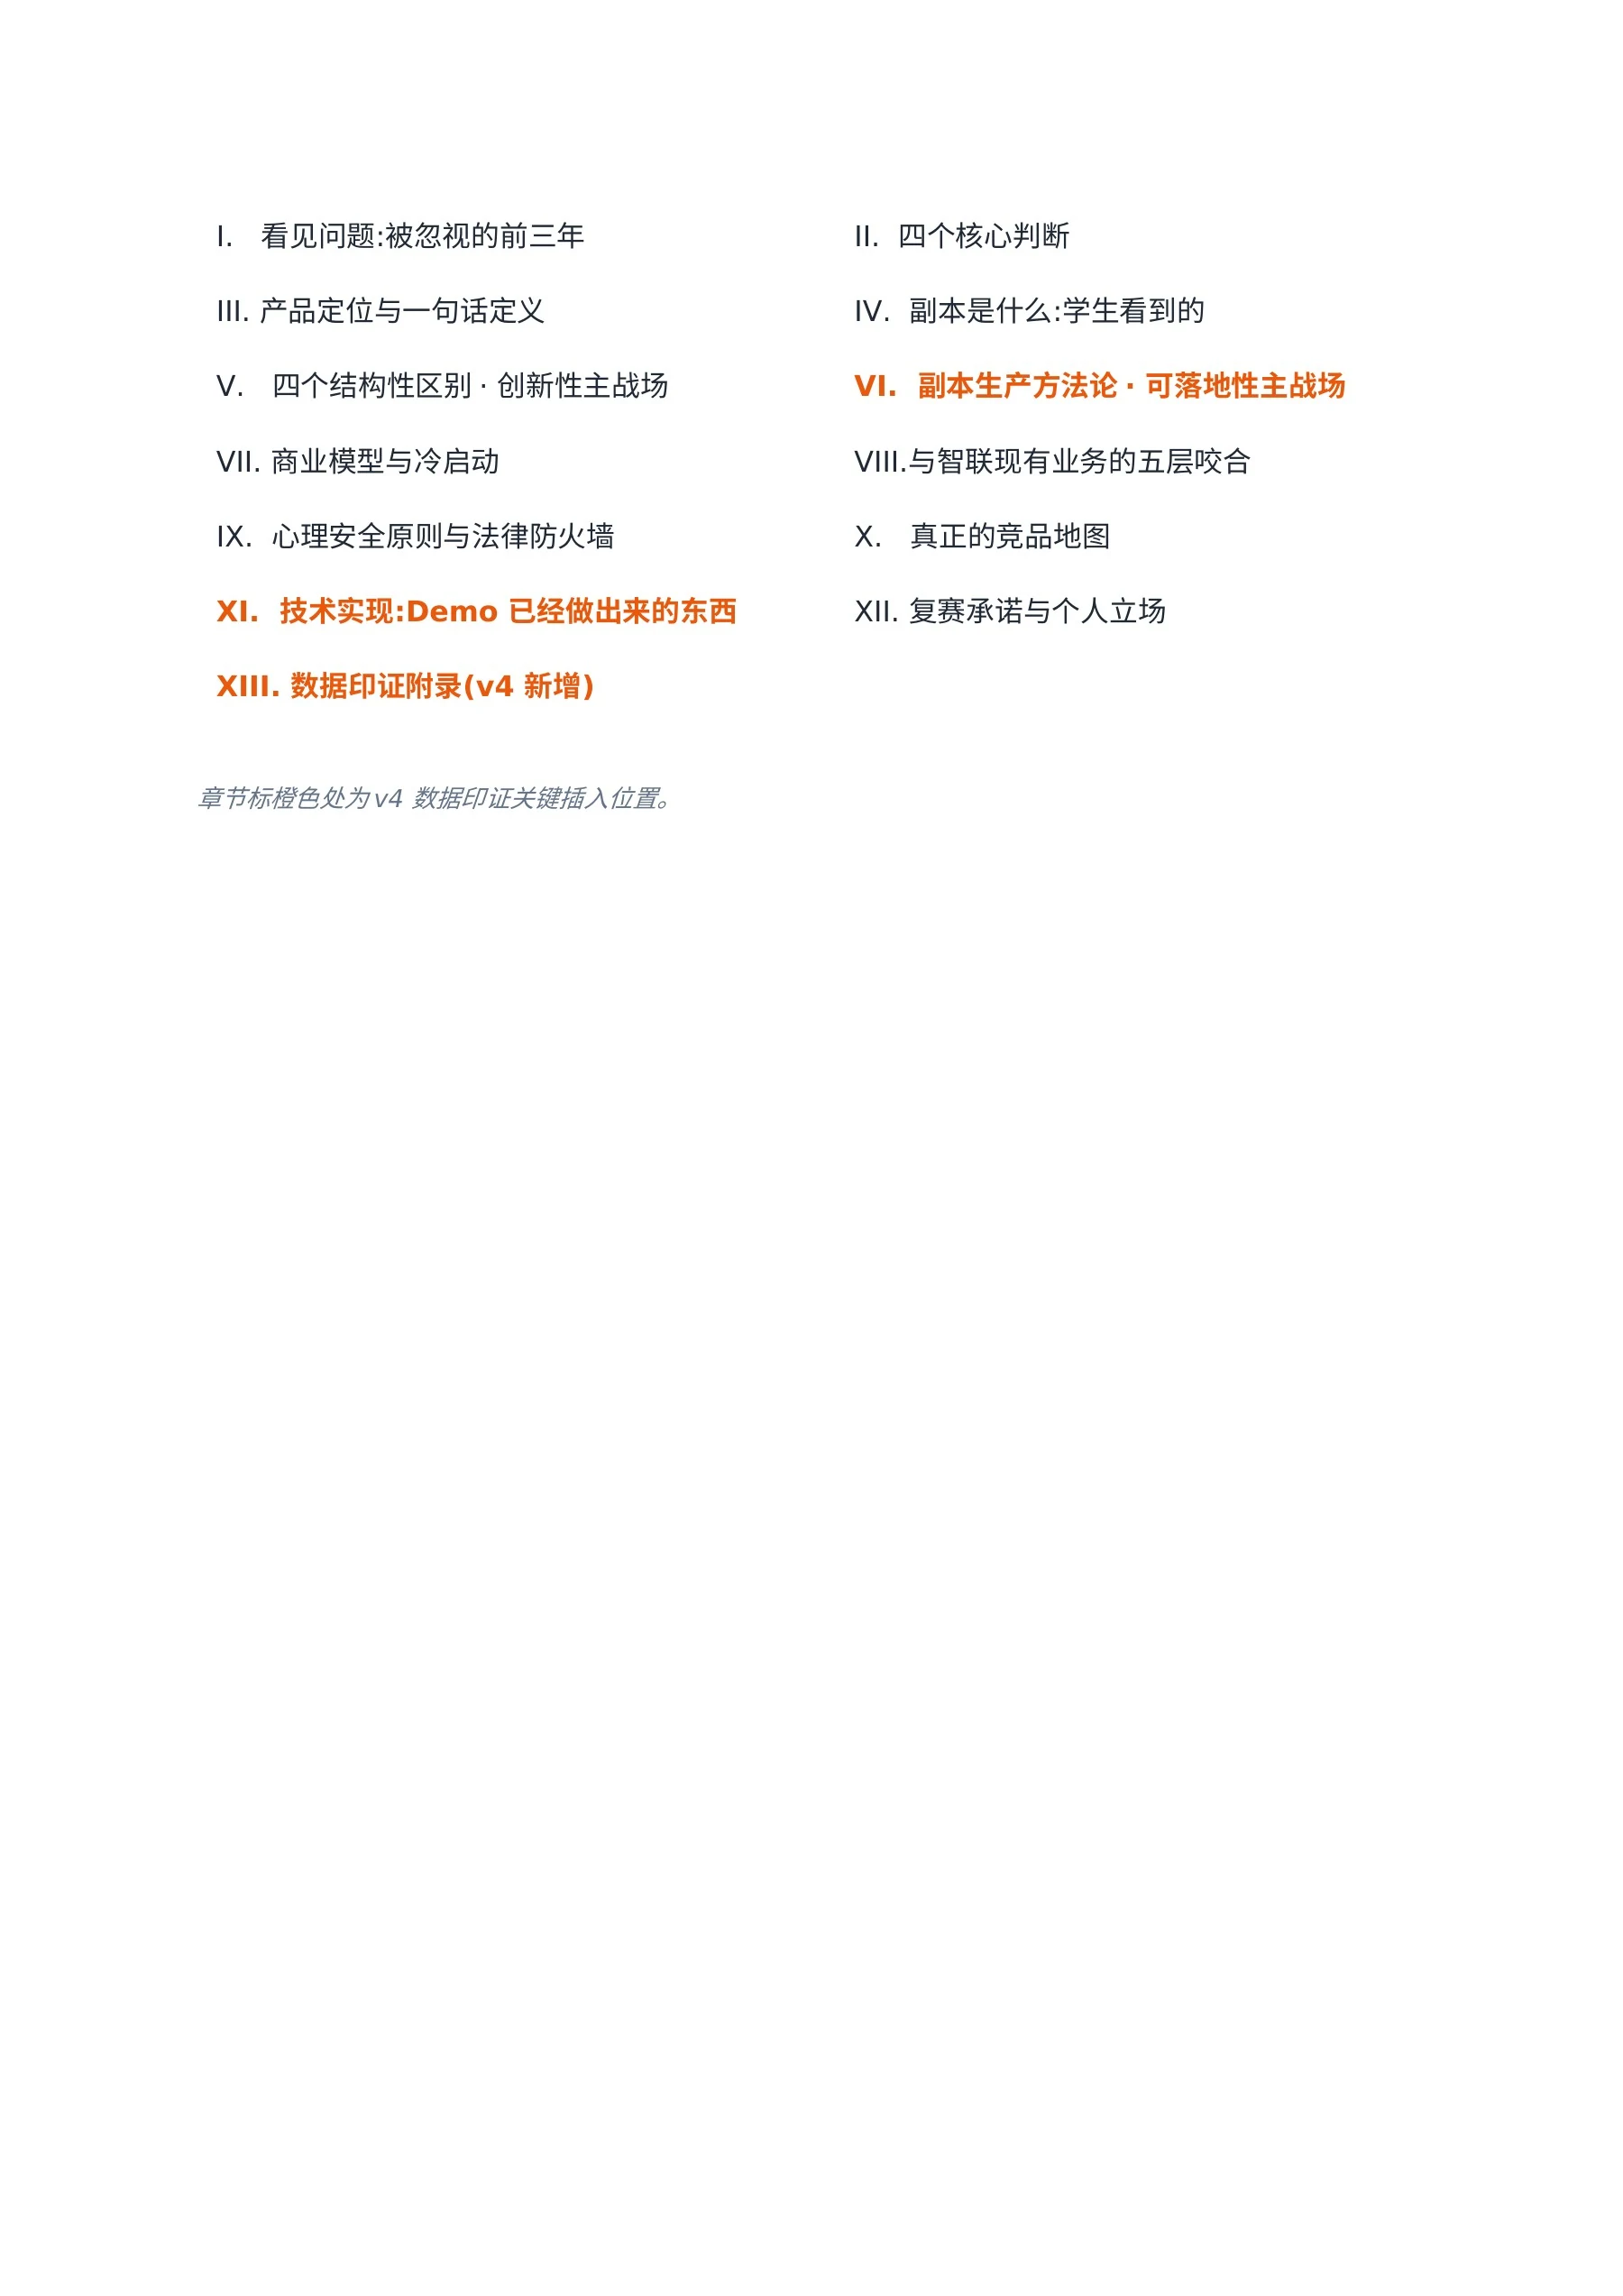 I. 看见问题:被忽视的前三年
II. 四个核心判断
III. 产品定位与一句话定义
IV. 副本是什么:学生看到的
V. 四个结构性区别 · 创新性主战场
VI. 副本生产方法论 · 可落地性主战场
VII. 商业模型与冷启动
VIII.与智联现有业务的五层咬合
IX. 心理安全原则与法律防火墙
X. 真正的竞品地图
XI. 技术实现:Demo 已经做出来的东西
XII. 复赛承诺与个人立场
XIII. 数据印证附录(v4 新增)
章节标橙色处为 v4 数据印证关键插入位置。